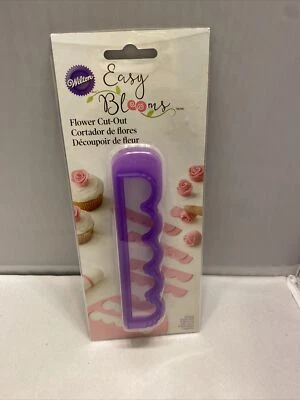 Wilton
Easy
Blooms
Flower Cut-Out
Cortador de flores
Découpoir de fleur